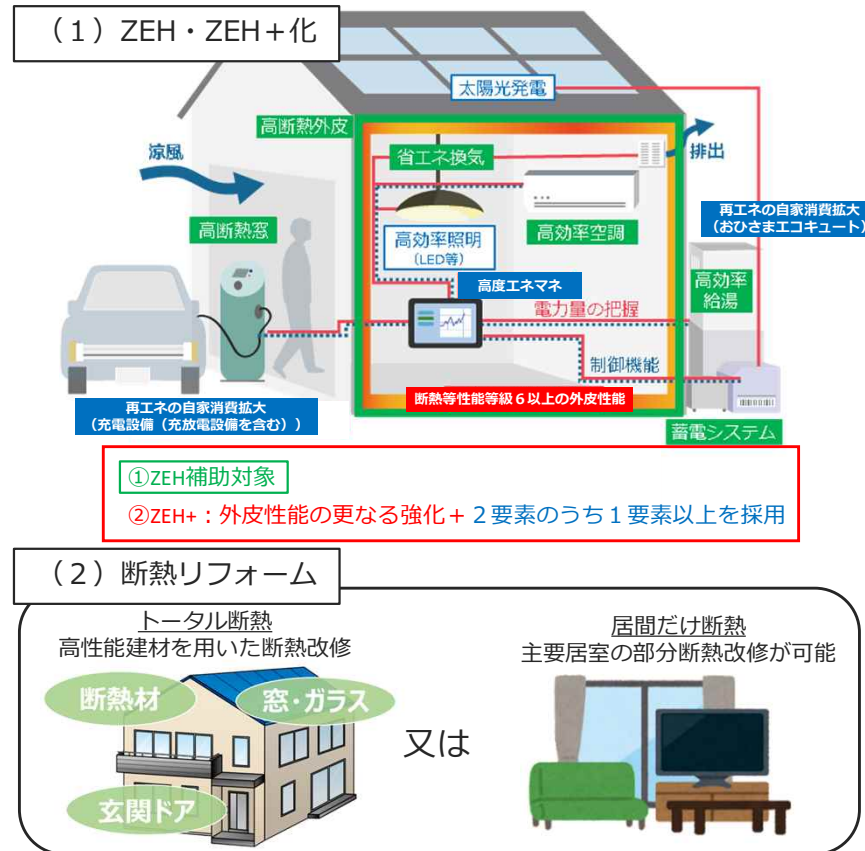 （１）ZEH・ZEH＋化
太陽光発電
高断熱外皮
涼風
省エネ換気
排出
再エネの自家消費拡大
（おひさまエコキュート）
高断熱窓
高効率照明
(LED等)
高効率空調
高効率
給湯
高度エネマネ
電力量の把握
制御機能
再エネの自家消費拡大
（充電設備（充放電設備を含む））
断熱等性能等級６以上の外皮性能
蓄電システム
①ZEH補助対象
②ZEH+：外皮性能の更なる強化＋２要素のうち１要素以上を採用
（２）断熱リフォーム
トータル断熱
高性能建材を用いた断熱改修
断熱材
窓・ガラス
玄関ドア
又は
居間だけ断熱
主要居室の部分断熱改修が可能